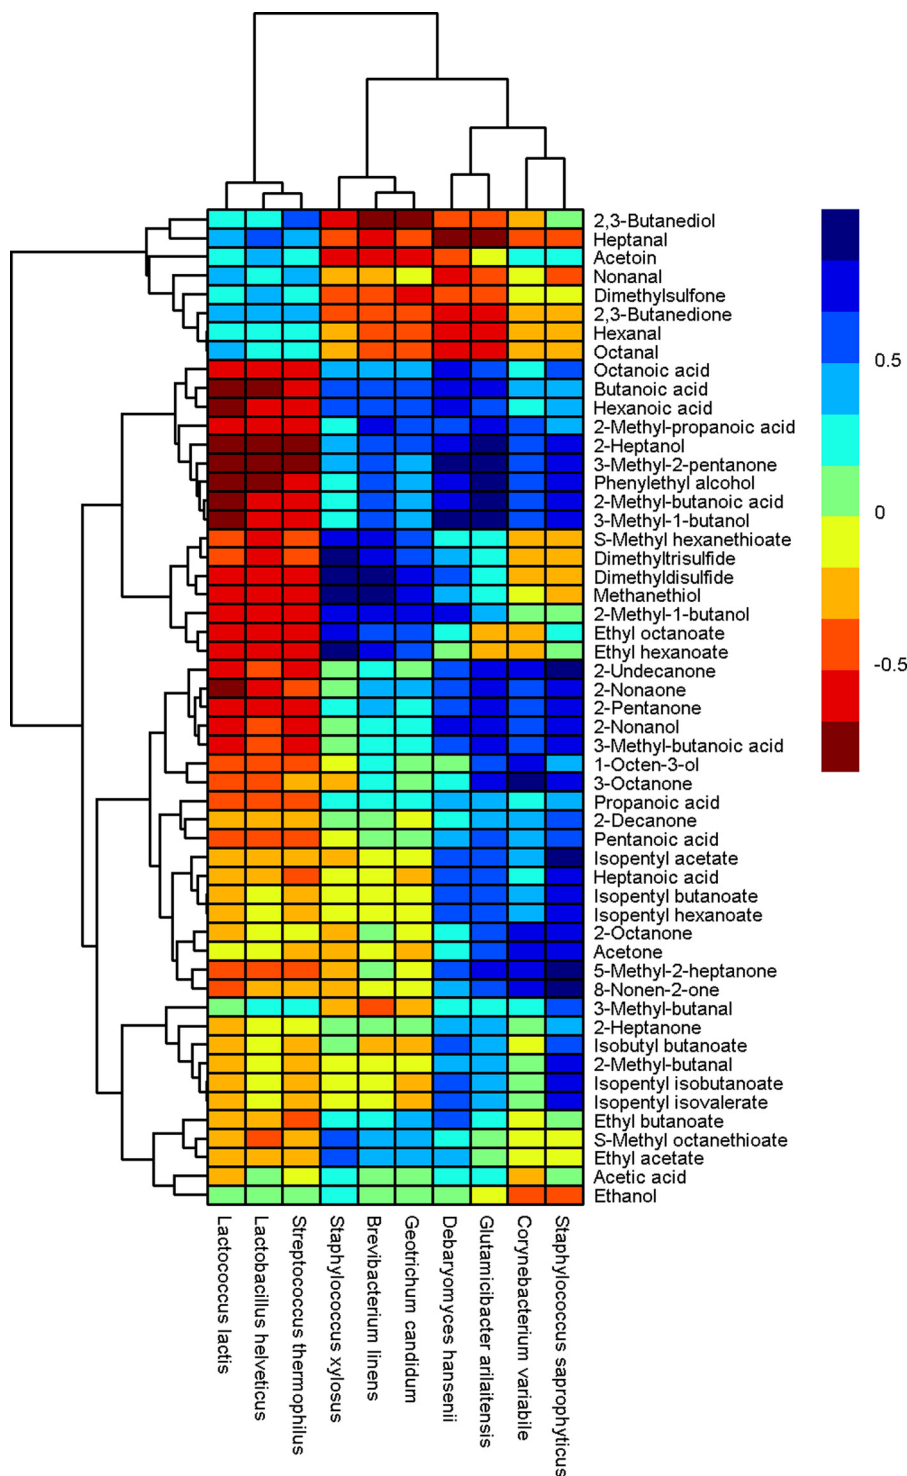 2,3-Butanediol
Heptanal
Acetoin
Nonanal
Dimethylsulfone
2,3-Butanedione
Hexanal
Octanal
Octanoic acid
Butanoic acid
Hexanoic acid
2-Methyl-propanoic acid
2-Heptanol
3-Methyl-2-pentanone
Phenylethyl alcohol
2-Methyl-butanoic acid
3-Methyl-1-butanol
S-Methyl hexanethioate
Dimethyltrisulfide
Dimethyldisulfide
Methanethiol
2-Methyl-1-butanol
Ethyl octanoate
Ethyl hexanoate
2-Undecanone
2-Nonaone
2-Pentanone
2-Nonanol
3-Methyl-butanoic acid
1-Octen-3-ol
3-Octanone
Propanoic acid
2-Decanone
Pentanoic acid
Isopentyl acetate
Heptanoic acid
Isopentyl butanoate
Isopentyl hexanoate
2-Octanone
Acetone
5-Methyl-2-heptanone
8-Nonen-2-one
3-Methyl-butanal
2-Heptanone
Isobutyl butanoate
2-Methyl-butanal
Isopentyl isobutanoate
Isopentyl isovalerate
Ethyl butanoate
S-Methyl octanethioate
Ethyl acetate
Acetic acid
Ethanol
0.5
0
-0.5
Lactococcus lactis
Lactobacillus helveticus
Streptococcus thermophilus
Staphylococcus xylosus
Brevibacterium linens
Geotrichum candidum
Debaryomyces hansenii
Glutamicibacter arilaitensis
Corynebacterium variabile
Staphylococcus saprophyticus